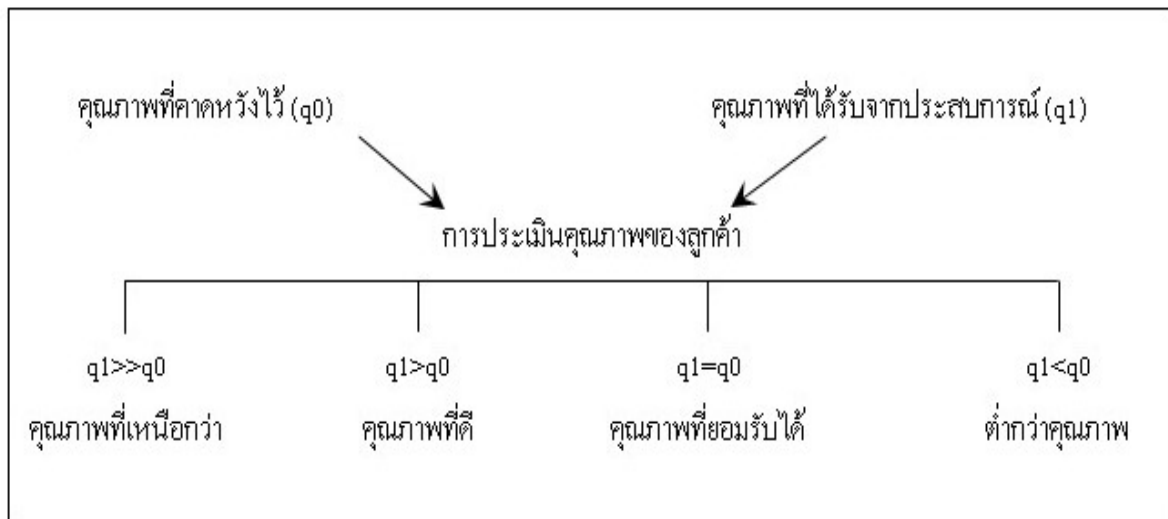 คุณภาพที่คาดหวังไว้ (q0)
คุณภาพที่ได้รับจากประสบการณ์ (q1)
การประเมินคุณภาพของลูกค้า
q1>>q0
q1>q0
q1=q0
q1<q0
คุณภาพที่เหนือกว่า
คุณภาพที่ดี
คุณภาพที่ยอมรับได้
ต่ำกว่าคุณภาพ